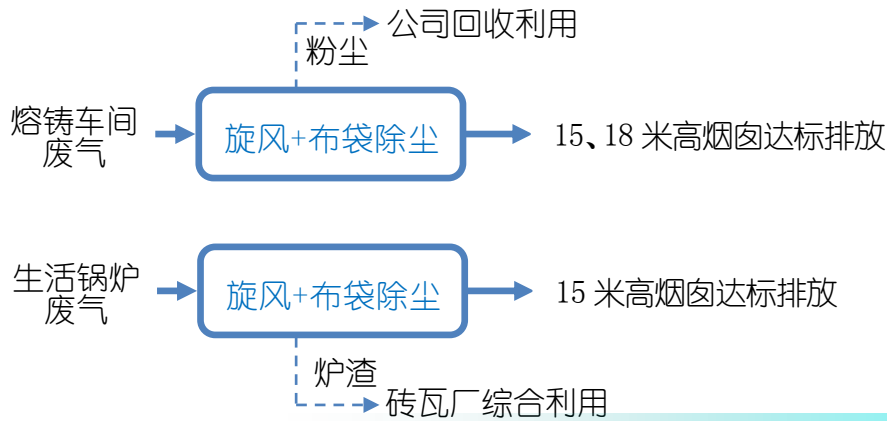 公司回收利用
粉尘
熔铸车间
废气
旋风+布袋除尘
15、18 米高烟囱达标排放
生活锅炉
废气
旋风+布袋除尘
15 米高烟囱达标排放
炉渣
砖瓦厂综合利用